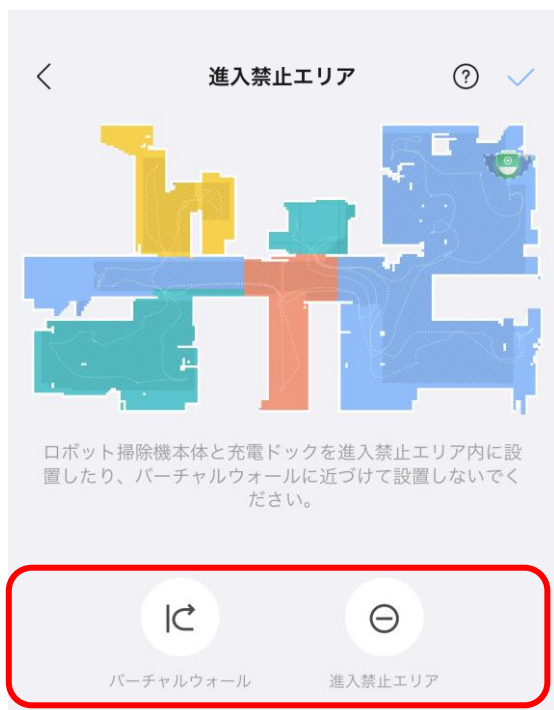 進入禁止エリア
ロボット掃除機本体と充電ドックを進入禁止エリア内に設
置したり、バーチャルウォールに近づけて設置しないでく
ださい。
バーチャルウォール
進入禁止エリア